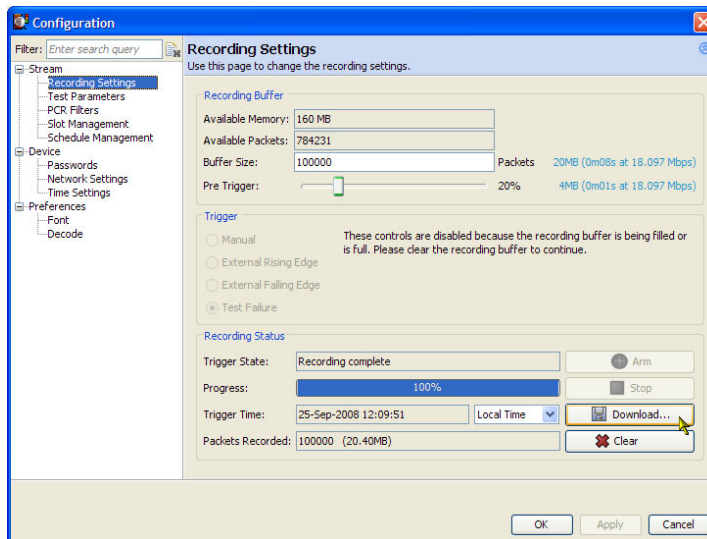 Configuration
Filter: Enter search query
Stream
Recording Settings
Test Parameters
PCR Filters
Slot Management
Schedule Management
Device
Passwords
Network Settings
Time Settings
Preferences
Font
Decode
Recording Settings
Use this page to change the recording settings.
Recording Buffer
Available Memory: 160 MB
Available Packets: 784231
Buffer Size: 100000 Packets 20MB (0m08s at 18.097 Mbps)
Pre Trigger: 20% 4MB (0m01s at 18.097 Mbps)
Trigger
Manual
External Rising Edge
External Falling Edge
Test Failure
These controls are disabled because the recording buffer is being filled or
is full. Please clear the recording buffer to continue.
Recording Status
Trigger State: Recording complete Arm
Progress: 100% Stop
Trigger Time: 25-Sep-2008 12:09:51 Local Time Download...
Packets Recorded: 100000 (20.40MB) Clear
OK Apply Cancel